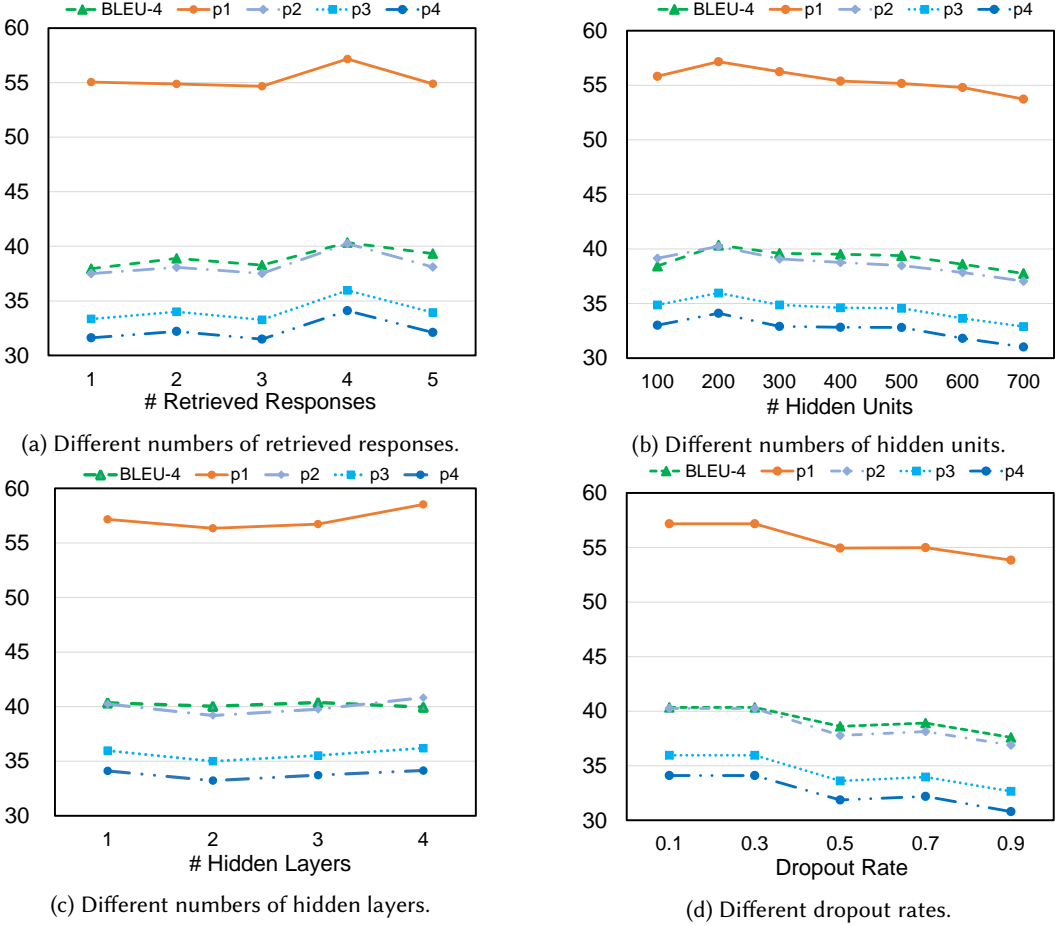 BLEU-4 p1 p2 p3 p4
60
55
50
45
40
35
30
1 2 3 4 5
# Retrieved Responses
(a) Different numbers of retrieved responses.
BLEU-4 p1 p2 p3 p4
60
55
50
45
40
35
30
100 200 300 400 500 600 700
# Hidden Units
(b) Different numbers of hidden units.
BLEU-4 p1 p2 p3 p4
60
55
50
45
40
35
30
1 2 3 4
# Hidden Layers
(c) Different numbers of hidden layers.
BLEU-4 p1 p2 p3 p4
60
55
50
45
40
35
30
0.1 0.3 0.5 0.7 0.9
Dropout Rate
(d) Different dropout rates.